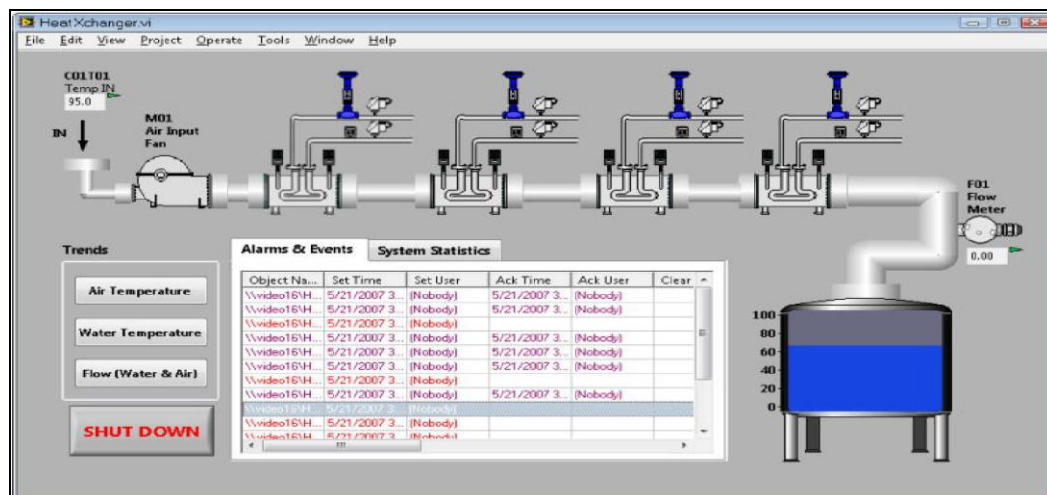 HeatXchanger.vi
File Edit View Project Operate Tools Window Help
C01T01
Temp IN
95.0
IN
M01
Air Input
Fan
F01
Flow
Meter
0.00
Trends
Air Temperature
Water Temperature
Flow (Water & Air)
SHUT DOWN
Alarms & Events System Statistics
Object Na... Set Time Set User Ack Time Ack User Clear
\\video16\H... 5/21/2007 3... (Nobody) 5/21/2007 3... (Nobody)
\\video16\H... 5/21/2007 3... (Nobody) 5/21/2007 3... (Nobody)
\\video16\H... 5/21/2007 3... (Nobody)
\\video16\H... 5/21/2007 3... (Nobody) 5/21/2007 3... (Nobody)
\\video16\H... 5/21/2007 3... (Nobody) 5/21/2007 3... (Nobody)
\\video16\H... 5/21/2007 3... (Nobody) 5/21/2007 3... (Nobody)
\\video16\H... 5/21/2007 3... (Nobody)
\\video16\H... 5/21/2007 3... (Nobody) 5/21/2007 3... (Nobody)
\\video16\H... 5/21/2007 3... (Nobody)
\\video16\H... 5/21/2007 3... (Nobody)
\\video16\H... 5/21/2007 3... (Nobody)
100
80
60
40
20
0